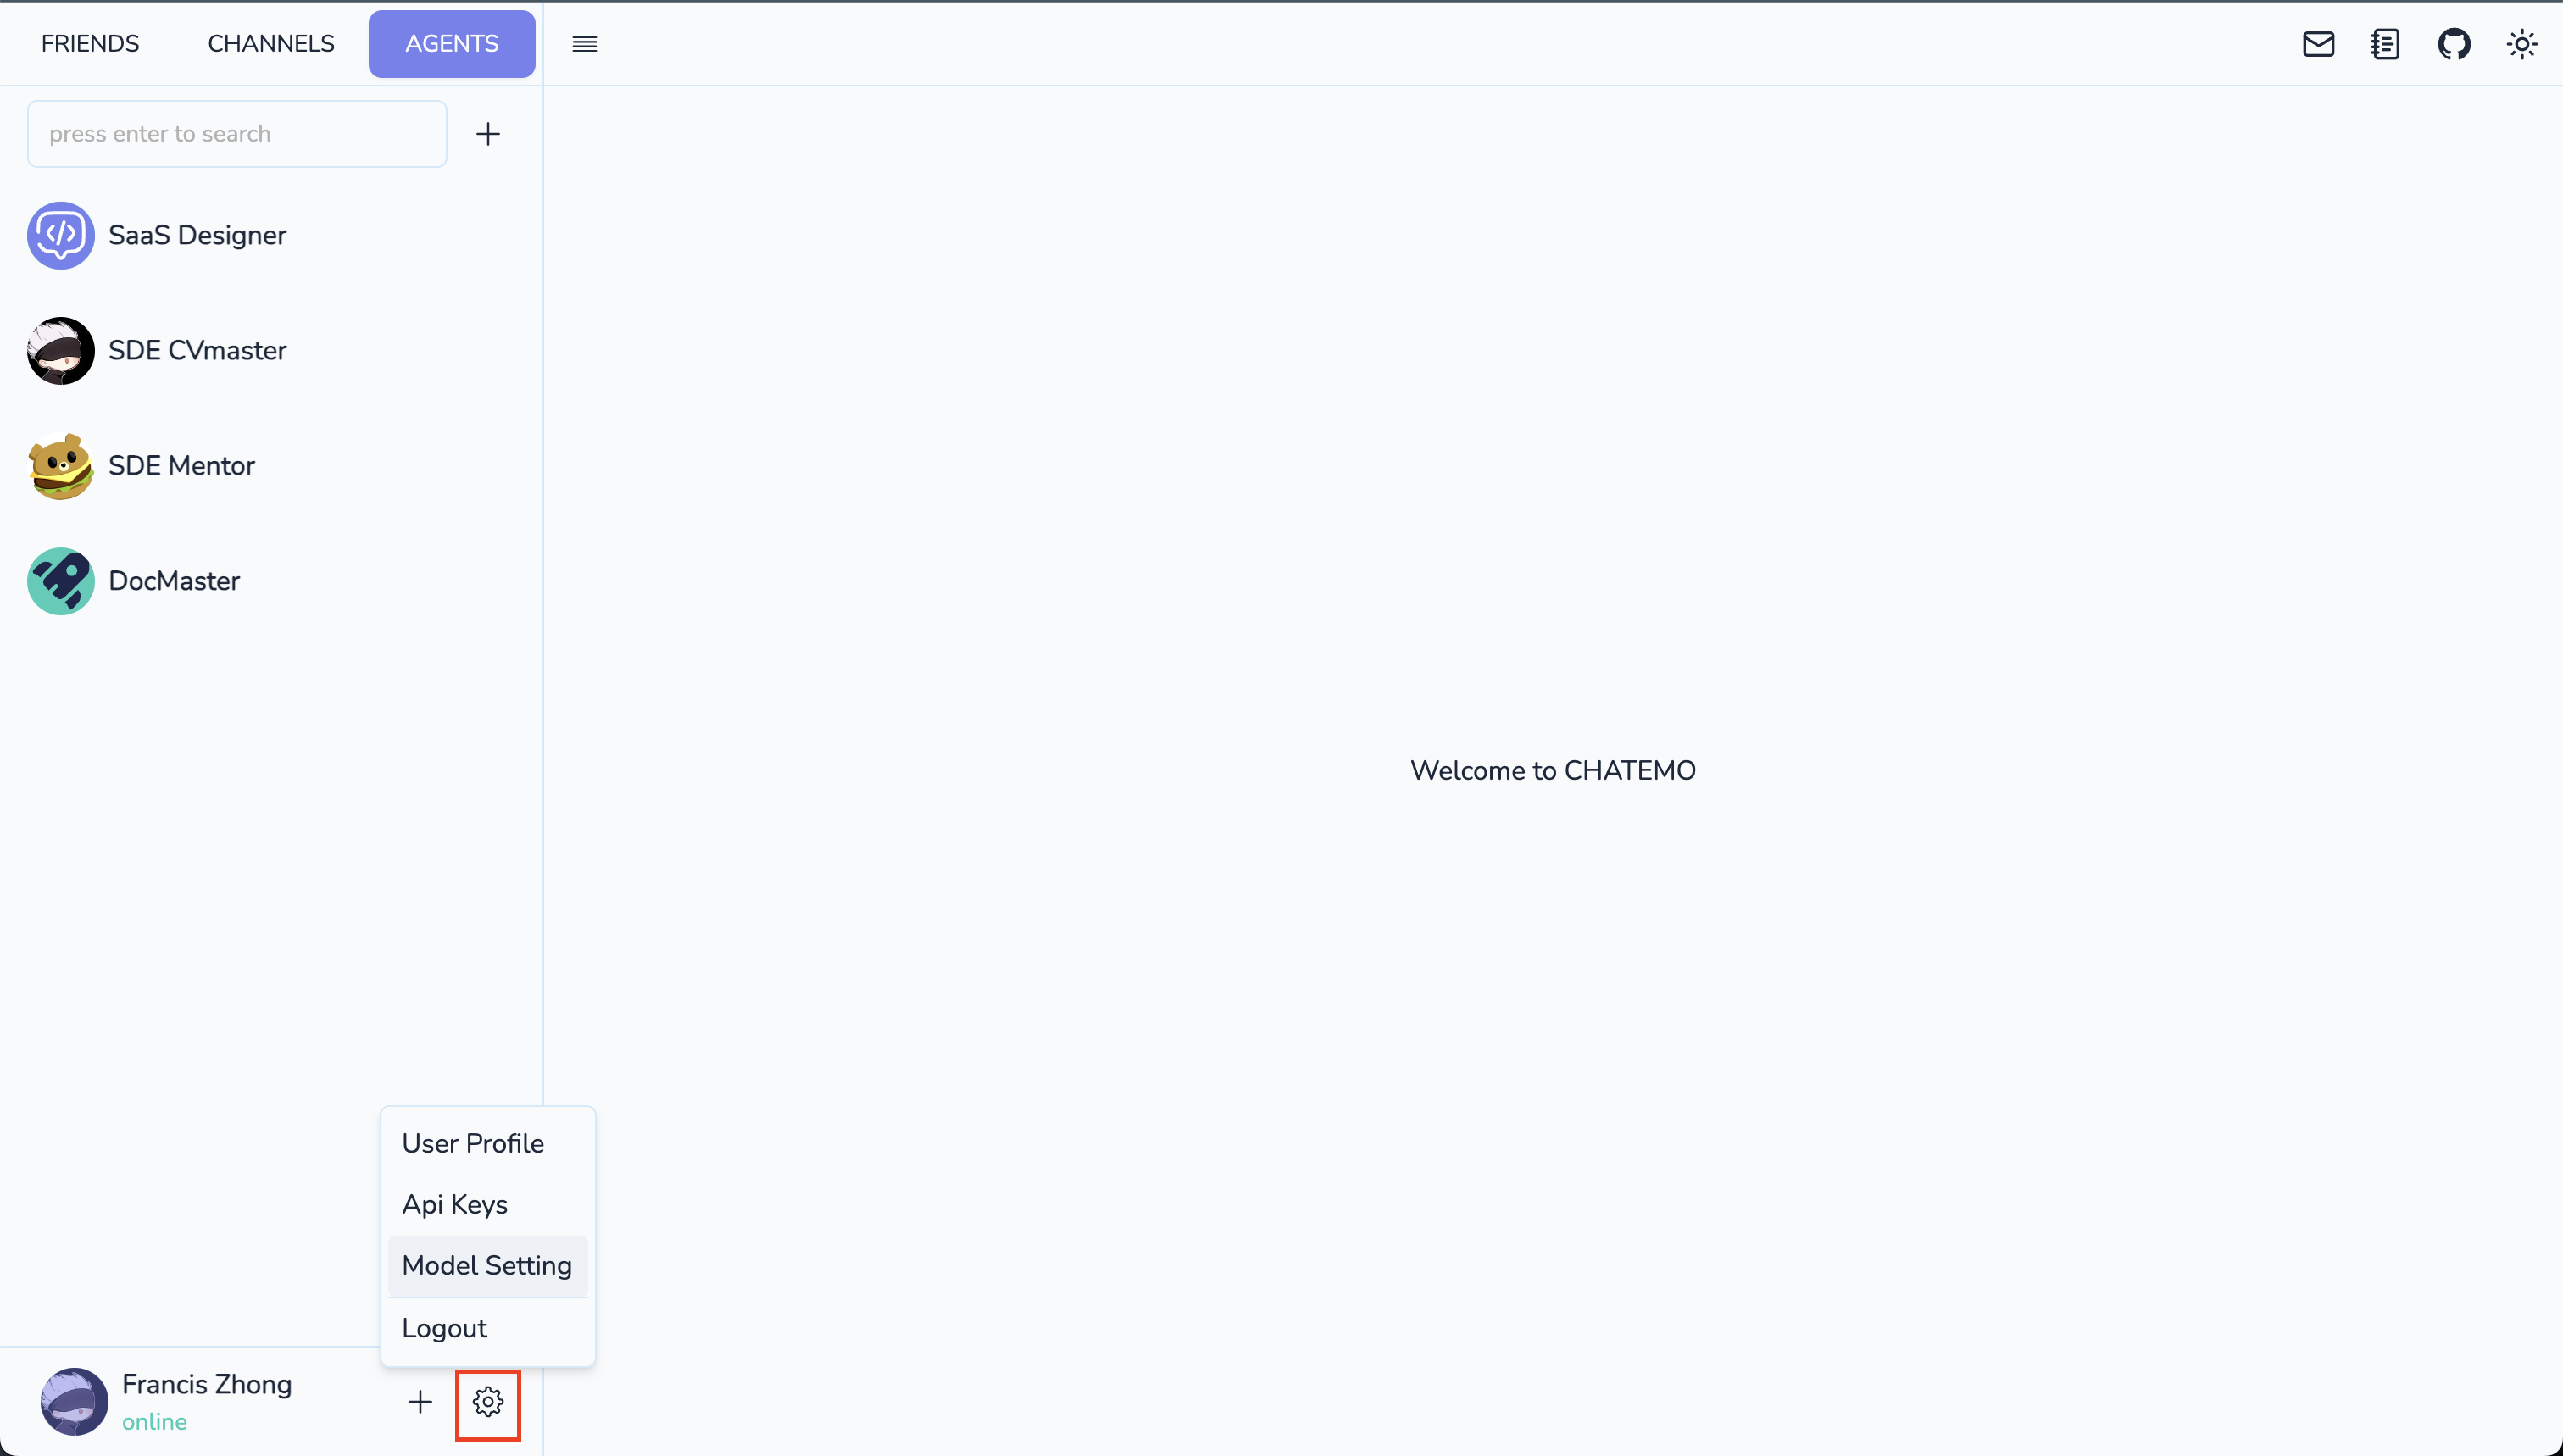 FRIENDS CHANNELS AGENTS
press enter to search
SaaS Designer
SDE CVmaster
SDE Mentor
DocMaster
Welcome to CHATEMO
User Profile
Api Keys
Model Setting
Logout
Francis Zhong
online